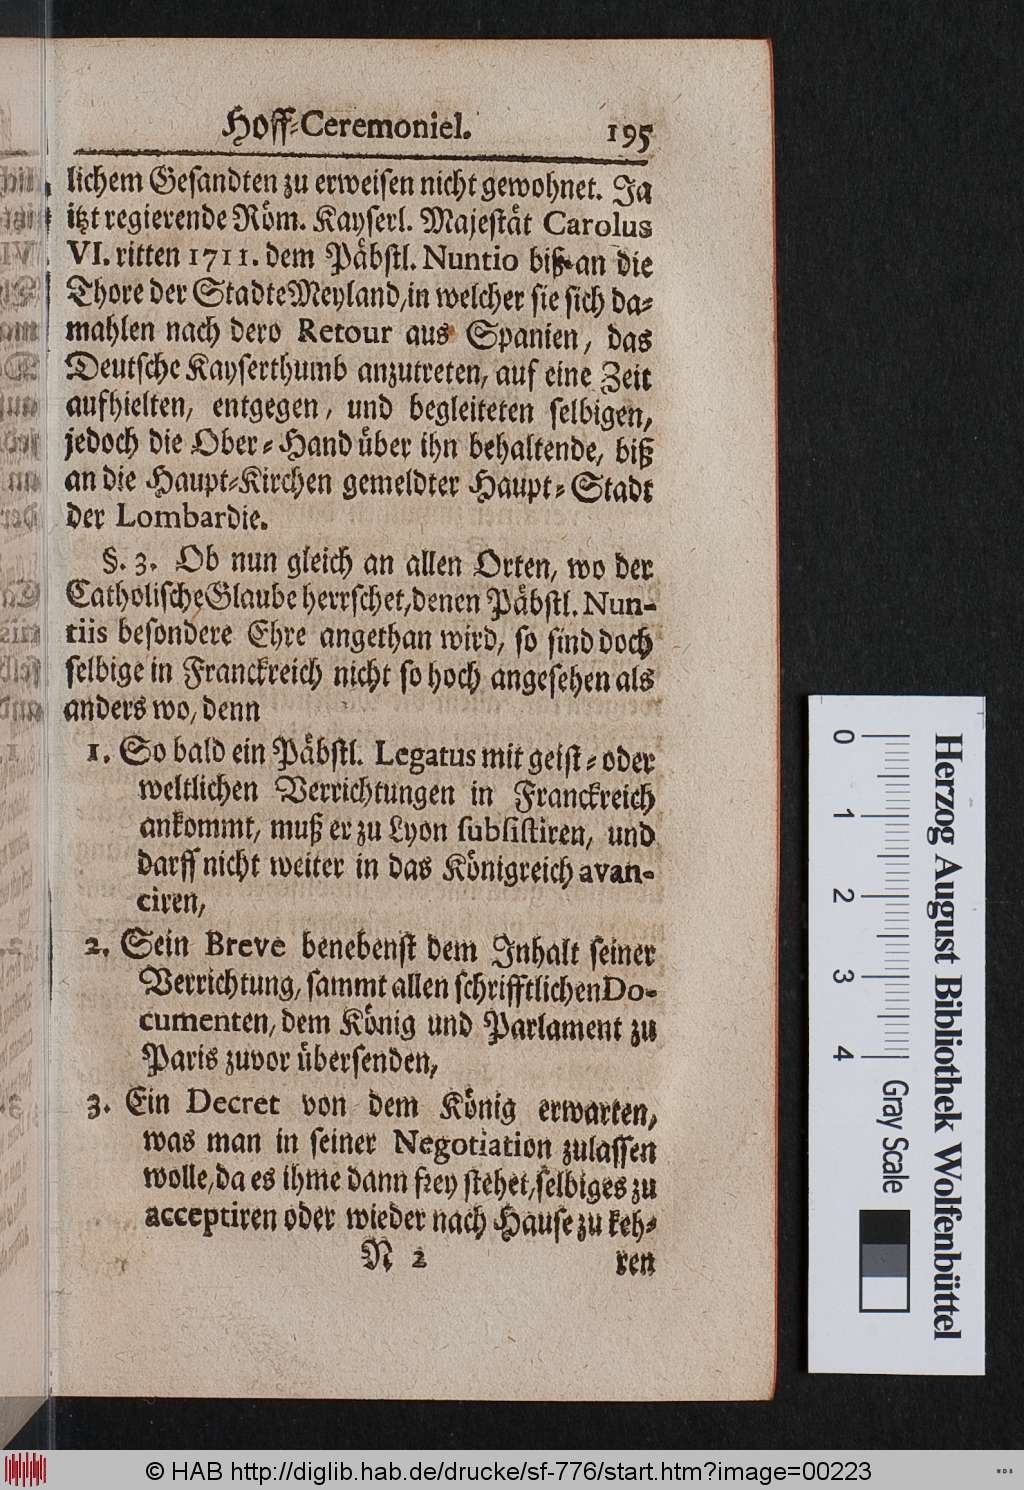 Hoff-Ceremoniel. 195
lichem Gesandten zu erweisen nicht gewohnet. Ja
itzt regierende Röm. Kayserl. Majestät Carolus
VI. ritten 1711. dem Päbstl. Nuntio biß an die
Thore der Stadte Meyland, in welcher sie sich da-
mahlen nach dero Retour aus Spanien, das
Deutsche Kayserthumb anzutreten, auf eine Zeit
aufhielten, entgegen, und begleiteten selbigen,
jedoch die Ober-Hand über ihn behaltende, biß
an die Haupt-Kirchen gemeldter Haupt-Stadt
der Lombardie.
§. 3. Ob nun gleich an allen Orten, wo der
Catholische Glaube herrschet, denen Päbstl. Nun-
tiis besondere Ehre angethan wird, so sind doch
selbige in Franckreich nicht so hoch angesehen als
anders wo, denn
1. So bald ein Päbstl. Legatus mit geist- oder
weltlichen Verrichtungen in Franckreich
ankommt, muß er zu Lyon subsistiren, und
darff nicht weiter in das Königreich avan-
ciren,
2. Sein Breve benebenst dem Inhalt seiner
Verrichtung, sammt allen schrifftlichen Do-
cumenten, dem König und Parlament zu
Paris zuvor übersenden,
3. Ein Decret von dem König erwarten,
was man in seiner Negotiation zulassen
wolle, da es ihme dann frey stehet, selbiges zu
acceptiren oder wieder nach Hause zu keh-
N 2 ren
0 1 2 3 4 Gray Scale
Herzog August Bibliothek Wolfenbüttel
© HAB http://diglib.hab.de/drucke/sf-776/start.htm?image=00223